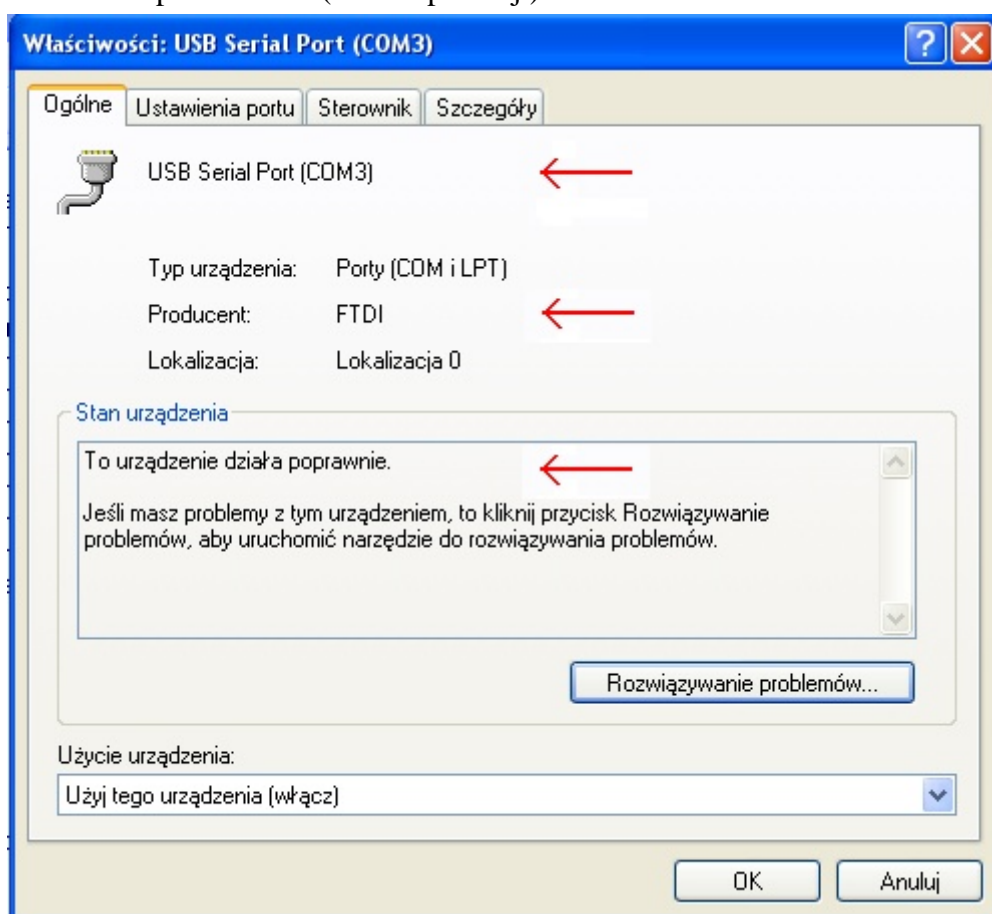 Właściwości: USB Serial Port (COM3)
Ogólne Ustawienia portu Sterownik Szczegóły
USB Serial Port (COM3)
Typ urządzenia: Porty (COM i LPT)
Producent: FTDI
Lokalizacja: Lokalizacja 0
Stan urządzenia
To urządzenie działa poprawnie.
Jeśli masz problemy z tym urządzeniem, to kliknij przycisk Rozwiązywanie
problemów, aby uruchomić narzędzie do rozwiązywania problemów.
Rozwiązywanie problemów...
Użycie urządzenia:
Użyj tego urządzenia (włącz)
OK Anuluj